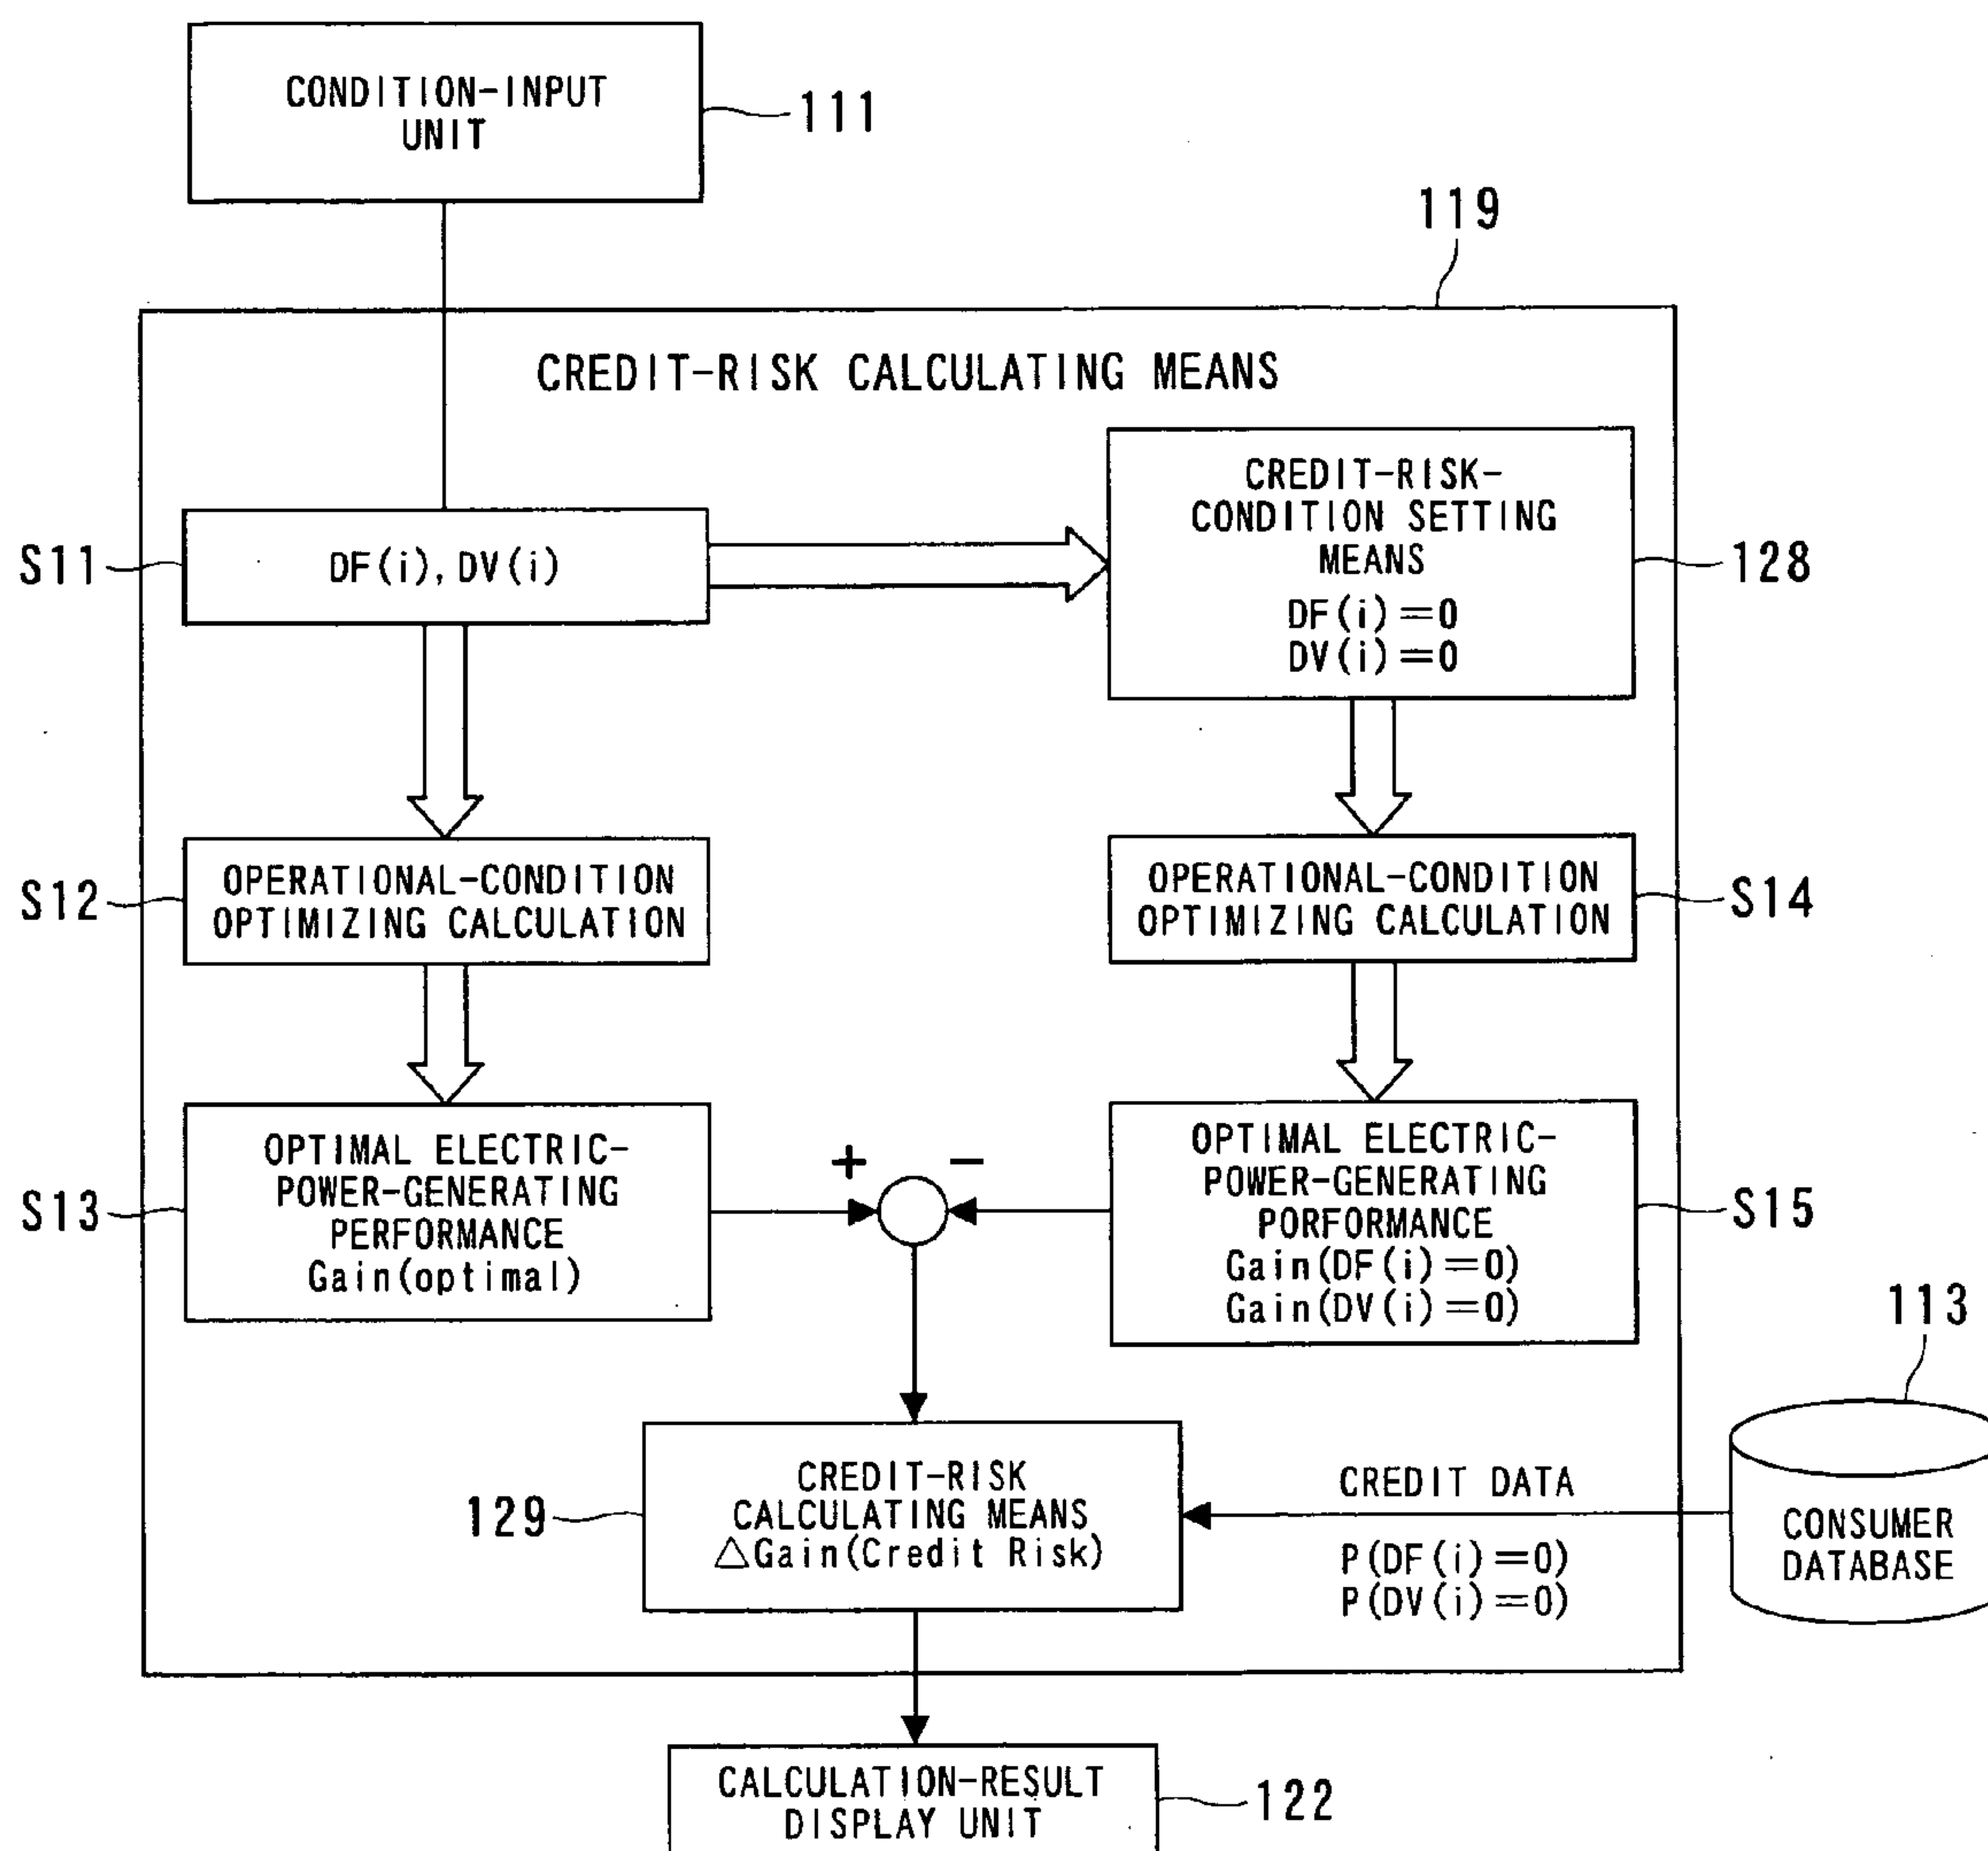 CONDITION-INPUT
UNIT
111
119
CREDIT-RISK CALCULATING MEANS
S11
DF(i), DV(i)
CREDIT-RISK-
CONDITION SETTING
MEANS
DF(i)=0
DV(i)=0
128
S12
OPERATIONAL-CONDITION
OPTIMIZING CALCULATION
OPERATIONAL-CONDITION
OPTIMIZING CALCULATION
S14
S13
OPTIMAL ELECTRIC-
POWER-GENERATING
PERFORMANCE
Gain(optimal)
+
−
OPTIMAL ELECTRIC-
POWER-GENERATING
PORFORMANCE
Gain(DF(i)=0)
Gain(DV(i)=0)
S15
113
129
CREDIT-RISK
CALCULATING MEANS
△Gain(Credit Risk)
CREDIT DATA
P(DF(i)=0)
P(DV(i)=0)
CONSUMER
DATABASE
CALCULATION-RESULT
DISPLAY UNIT
122